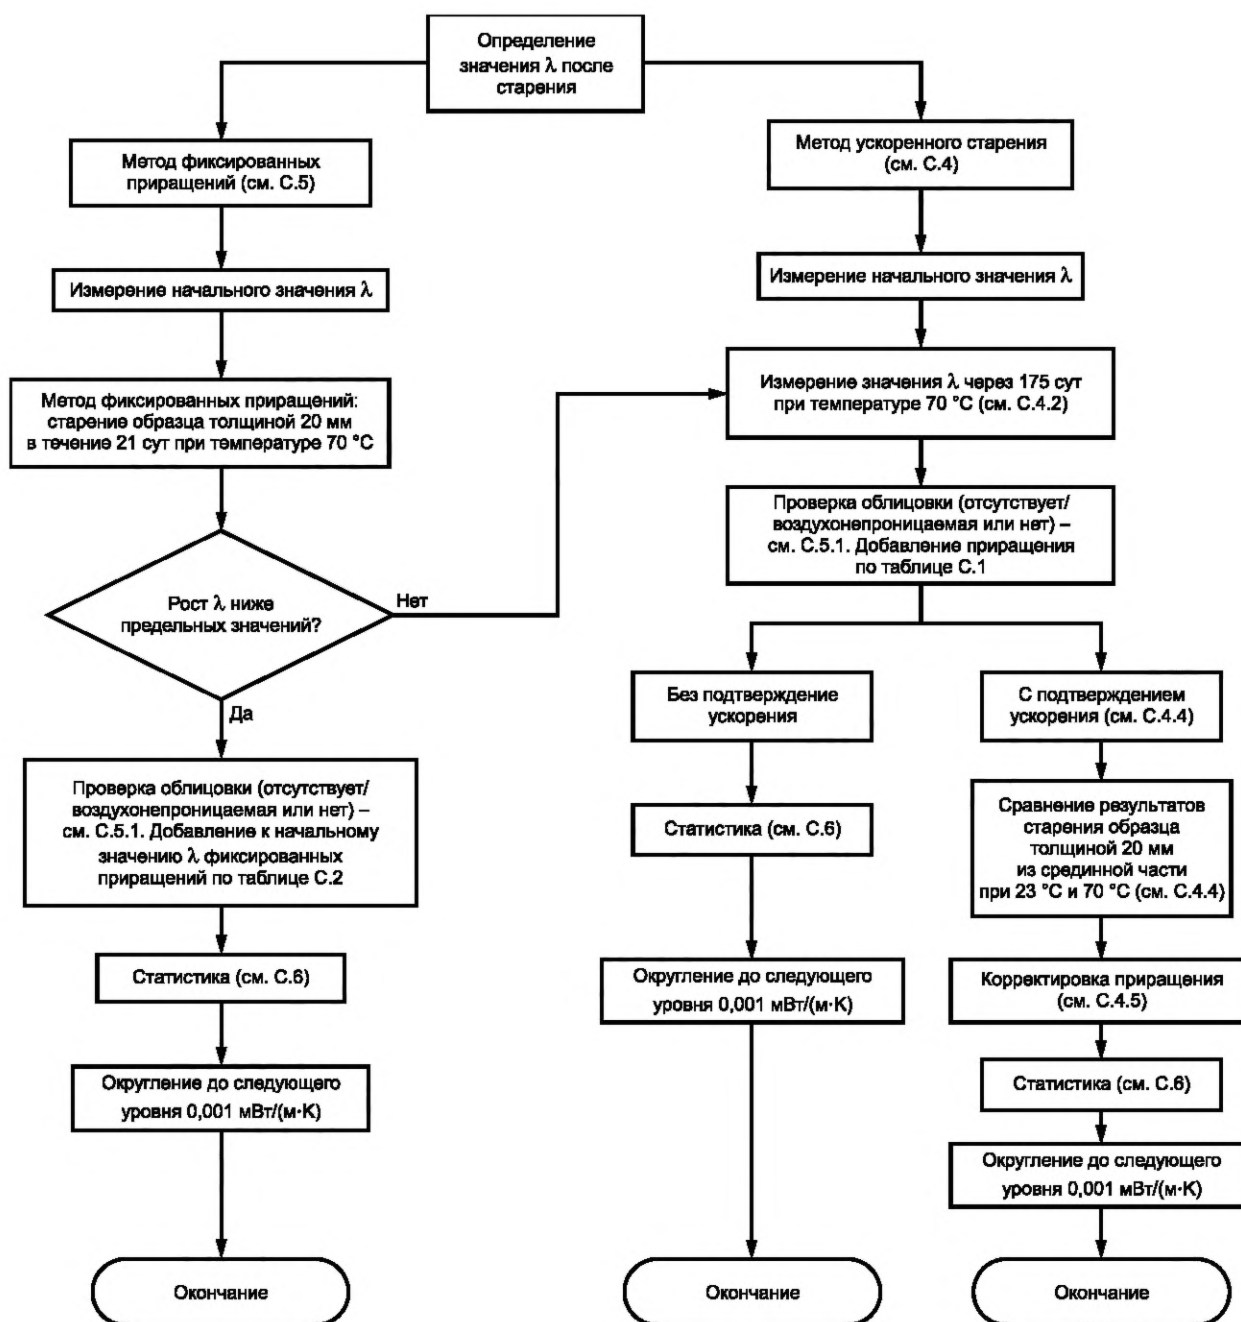 Определение
значения λ после
старения
Метод фиксированных
приращений (см. С.5)
Измерение начального значения λ
Метод фиксированных приращений:
старение образца толщиной 20 мм
в течение 21 сут при температуре 70 °С
Рост λ ниже
предельных значений?
Нет
Да
Проверка облицовки (отсутствует/
воздухонепроницаемая или нет) –
см. С.5.1. Добавление к начальному
значению λ фиксированных
приращений по таблице С.2
Статистика (см. С.6)
Округление до следующего
уровня 0,001 мВт/(м·К)
Окончание
Метод ускоренного старения
(см. С.4)
Измерение начального значения λ
Измерение значения λ через 175 сут
при температуре 70 °С (см. С.4.2)
Проверка облицовки (отсутствует/
воздухонепроницаемая или нет) –
см. С.5.1. Добавление приращения
по таблице С.1
Без подтверждение
ускорения
Статистика (см. С.6)
Округление до следующего
уровня 0,001 мВт/(м·К)
Окончание
С подтверждением
ускорения (см. С.4.4)
Сравнение результатов
старения образца
толщиной 20 мм
из срединной части
при 23 °С и 70 °С (см. С.4.4)
Корректировка приращения
(см. С.4.5)
Статистика (см. С.6)
Округление до следующего
уровня 0,001 мВт/(м·К)
Окончание